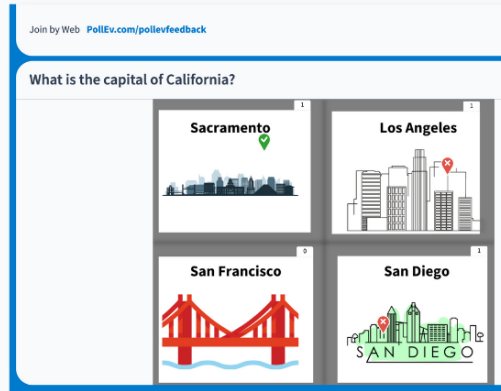 Join by Web PollEv.com/pollevfeedback
What is the capital of California?
1
Sacramento
1
Los Angeles
0
San Francisco
1
San Diego
SAN DIEGO